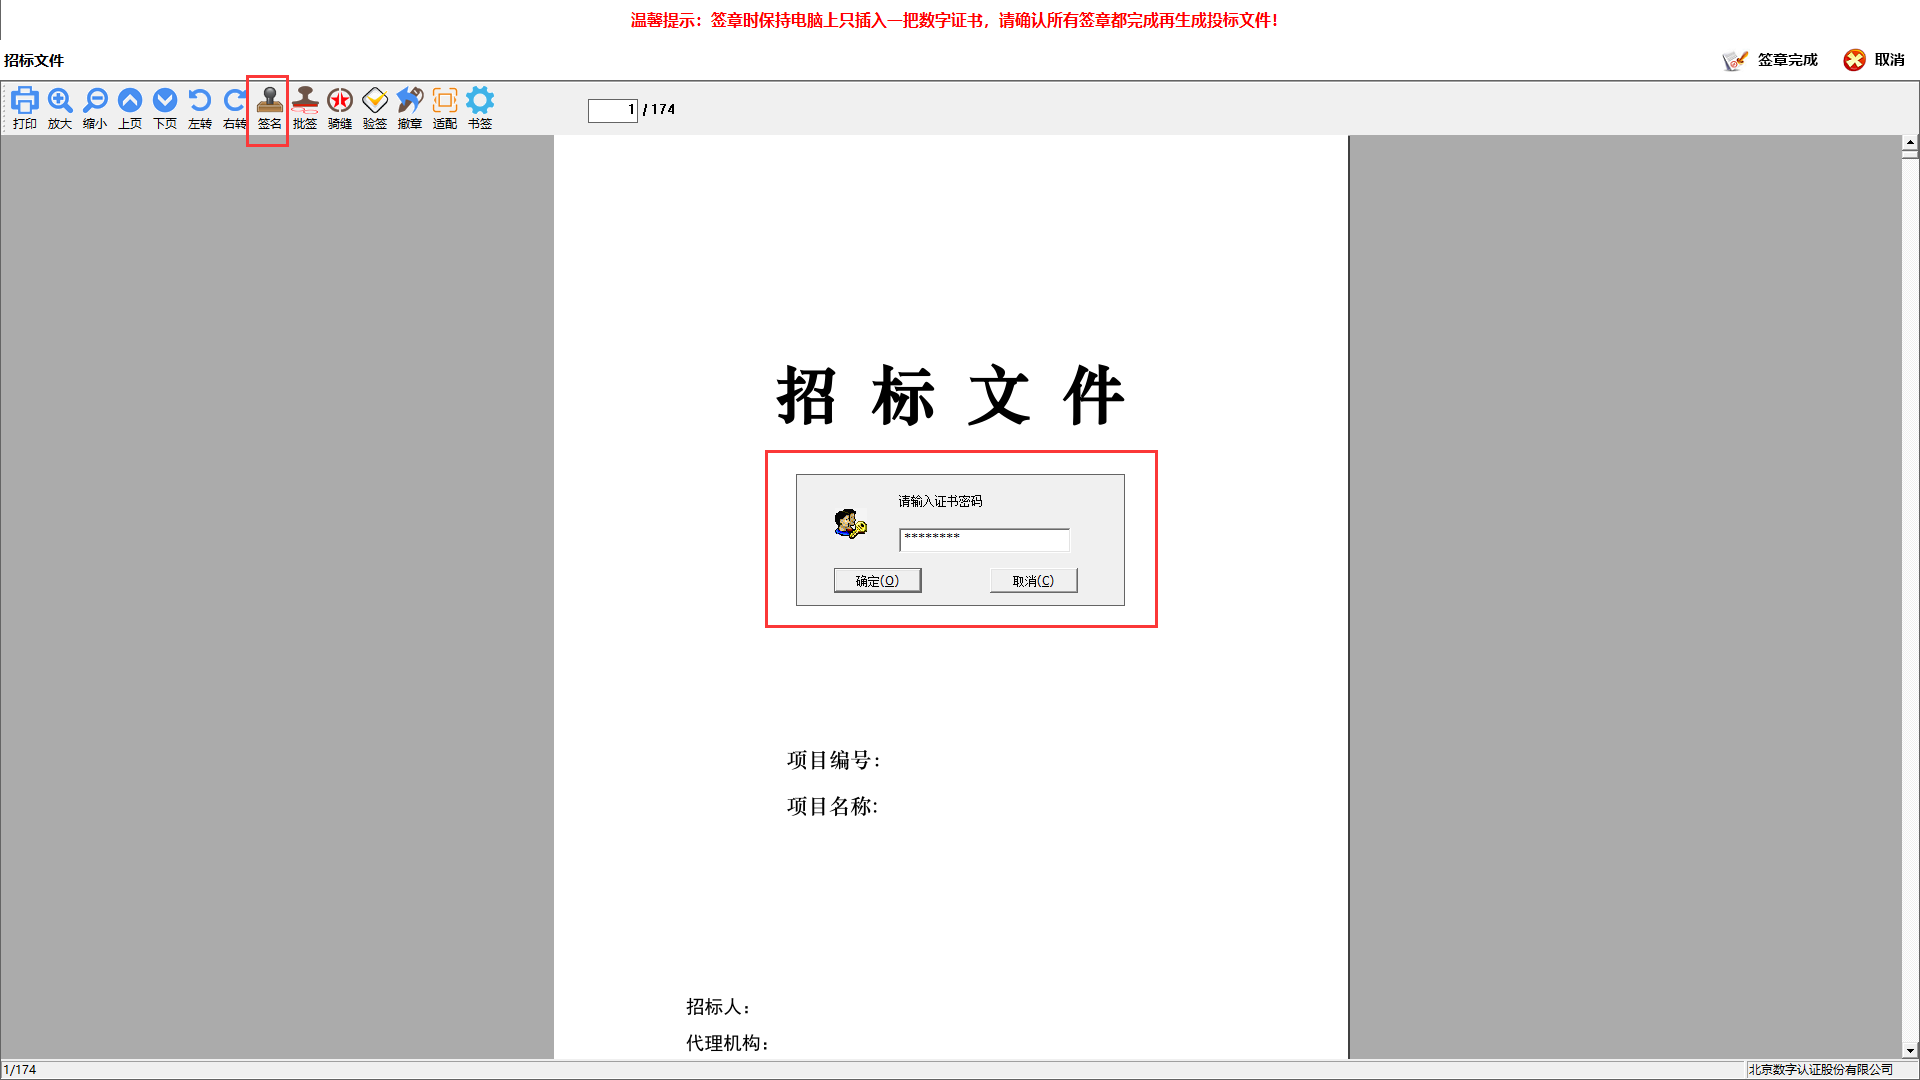 温馨提示：签章时保持电脑上只插入一把数字证书，请确认所有签章都完成再生成投标文件！
招标文件
签章完成 取消
打印 放大 缩小 上页 下页 左转 右转 签名 批签 骑缝 验签 撤章 适配 书签
1 / 174
招标文件
请输入证书密码
********
确定(O) 取消(C)
项目编号：
项目名称:
招标人：
代理机构：
1/174
北京数字认证股份有限公司